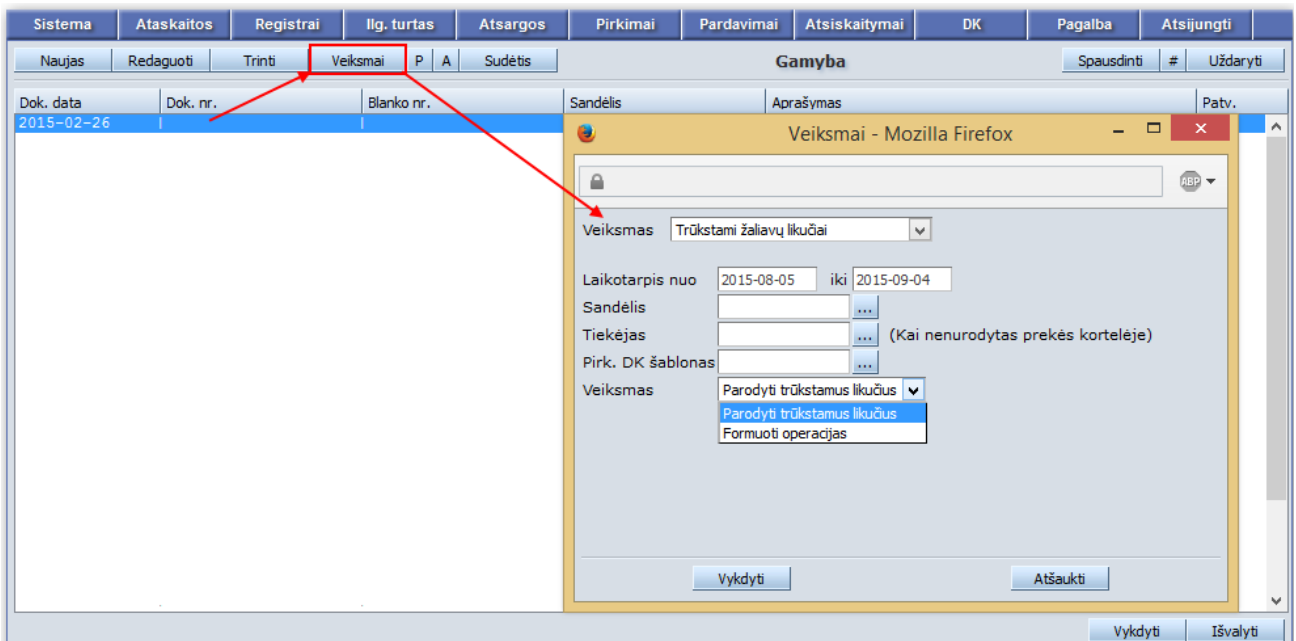 Sistema Ataskaitos Registrai Ilg. turtas Atsargos Pirkimai Pardavimai Atsiskaitymai DK Pagalba Atsijungti
Naujas Redaguoti Trinti Veiksmai P A Sudėtis Gamyba Spausdinti # Uždaryti
Dok. data Dok. nr. Blanko nr. Sandėlis Aprašymas Patv.
2015-02-26
Veiksmai - Mozilla Firefox
ABP
Veiksmas Trūkstami žaliavų likučiai
Laikotarpis nuo 2015-08-05 iki 2015-09-04
Sandėlis ...
Tiekėjas ... (Kai nenurodytas prekės kortelėje)
Pirk. DK šablonas ...
Veiksmas Parodyti trūkstamus likučius
Parodyti trūkstamus likučius
Formuoti operacijas
Vykdyti Atšaukti
Vykdyti Išvalyti